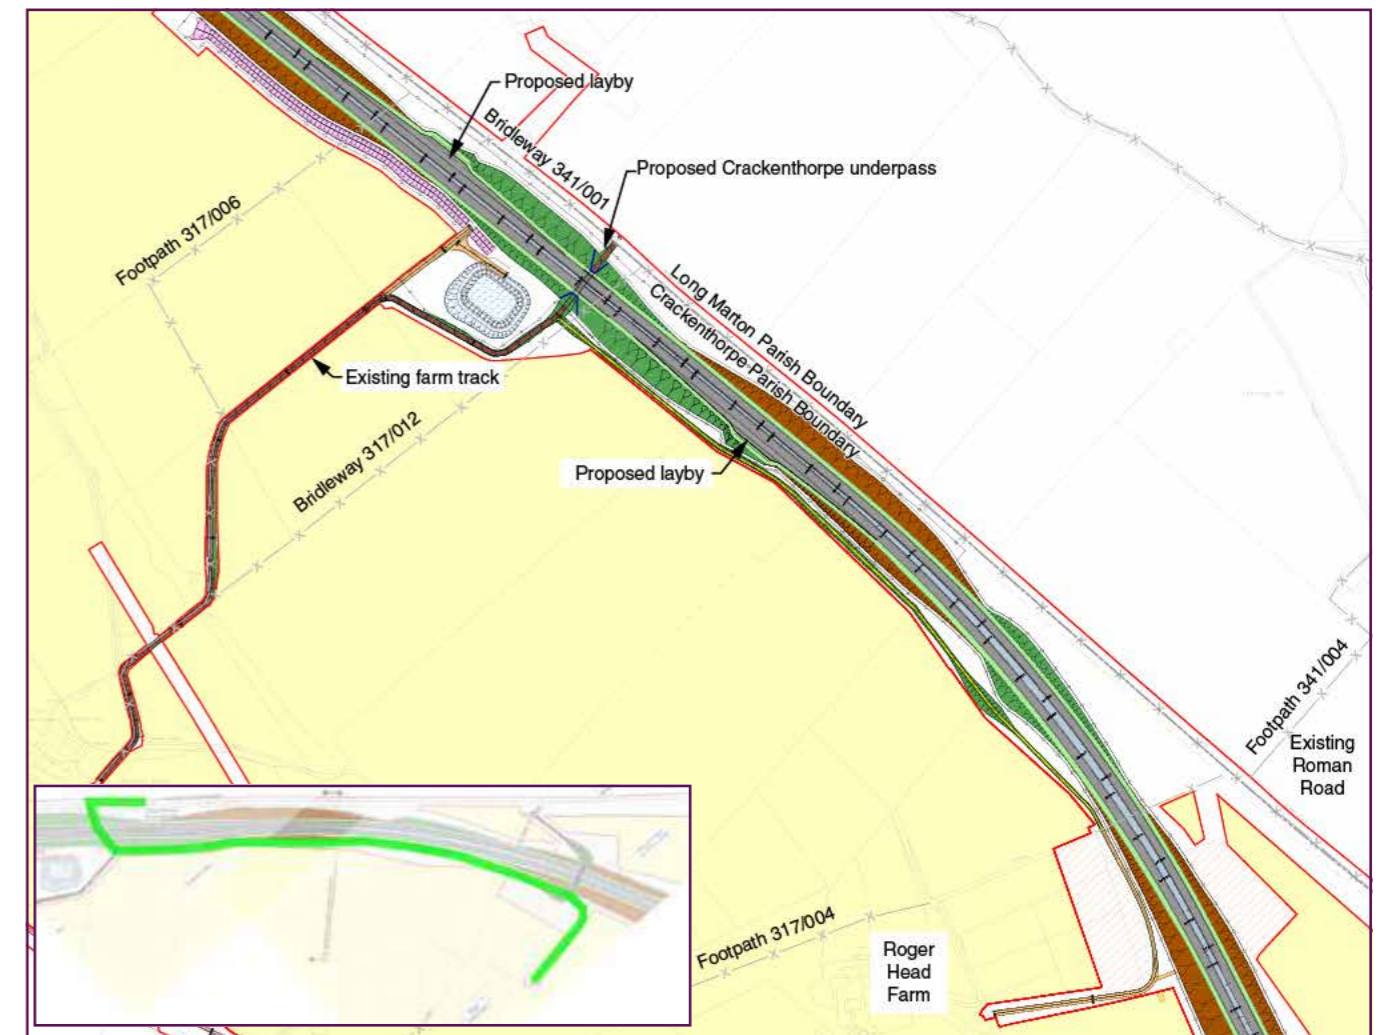 Proposed layby
Bridleway 341/001
Proposed Crackenthorpe underpass
Footpath 317/006
Long Marton Parish Boundary
Crackenthorpe Parish Boundary
Existing farm track
Bridleway 317/012
Proposed layby
Footpath 341/004
Existing
Roman
Road
Footpath 317/004
Roger
Head
Farm